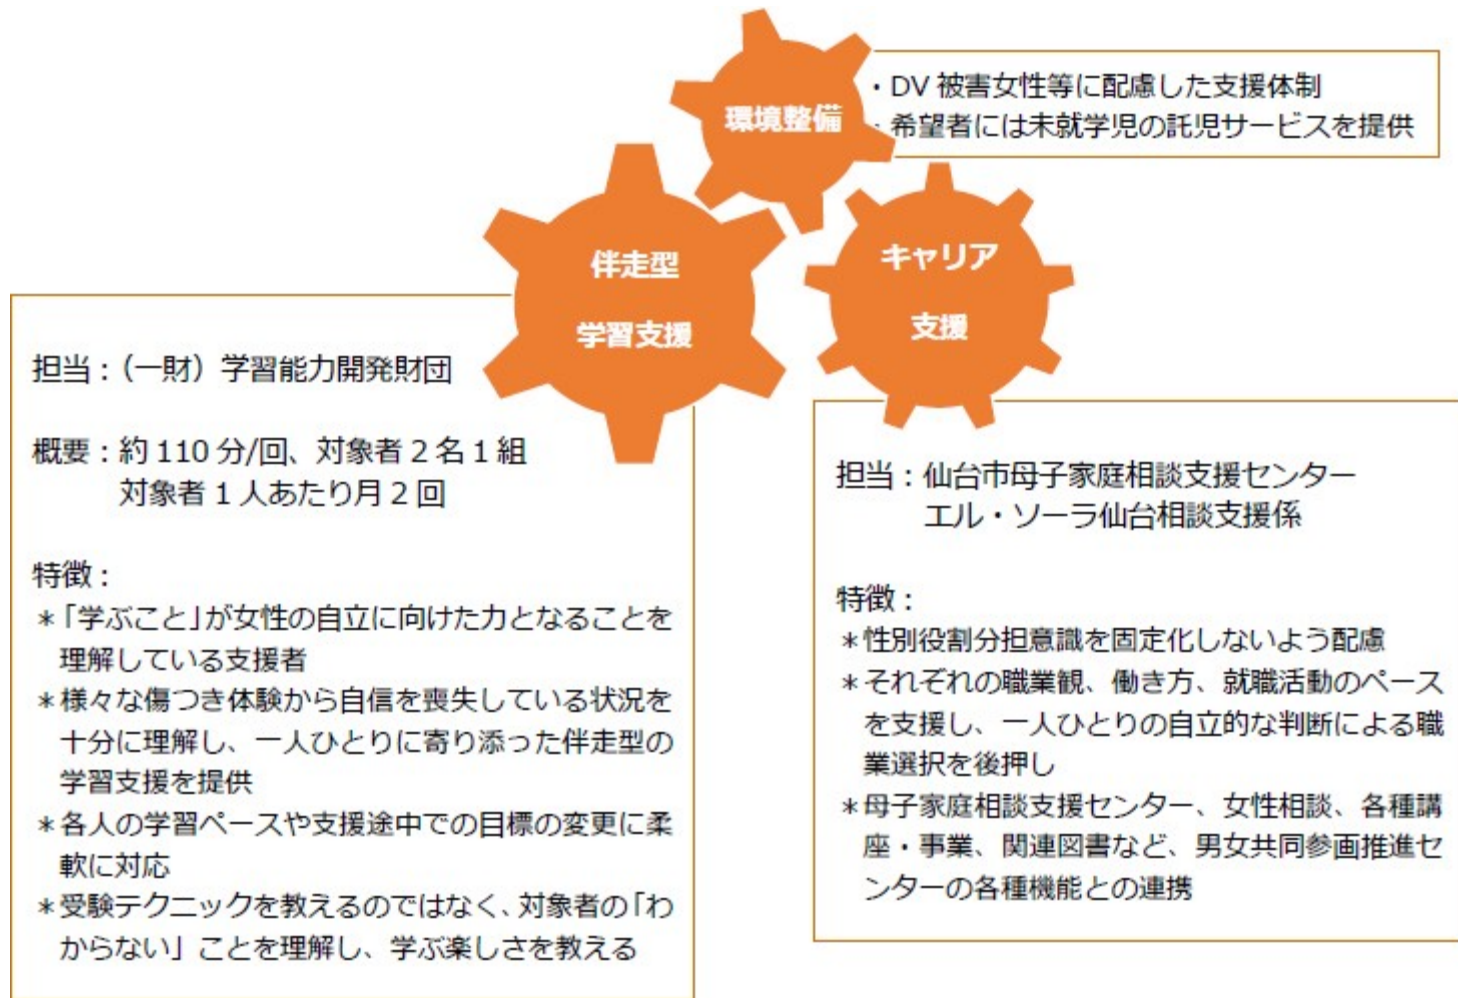 環境整備
・DV 被害女性等に配慮した支援体制
・希望者には未就学児の託児サービスを提供
伴走型
学習支援
担当：（一財）学習能力開発財団
概要：約 110 分/回、対象者 2 名 1 組
対象者 1 人あたり月 2 回
特徴：
＊「学ぶこと」が女性の自立に向けた力となることを
理解している支援者
＊様々な傷つき体験から自信を喪失している状況を
十分に理解し、一人ひとりに寄り添った伴走型の
学習支援を提供
＊各人の学習ペースや支援途中での目標の変更に柔
軟に対応
＊受験テクニックを教えるのではなく、対象者の「わ
からない」ことを理解し、学ぶ楽しさを教える
キャリア
支援
担当：仙台市母子家庭相談支援センター
エル・ソーラ仙台相談支援係
特徴：
＊性別役割分担意識を固定化しないよう配慮
＊それぞれの職業観、働き方、就職活動のペース
を支援し、一人ひとりの自立的な判断による職
業選択を後押し
＊母子家庭相談支援センター、女性相談、各種講
座・事業、関連図書など、男女共同参画推進セ
ンターの各種機能との連携